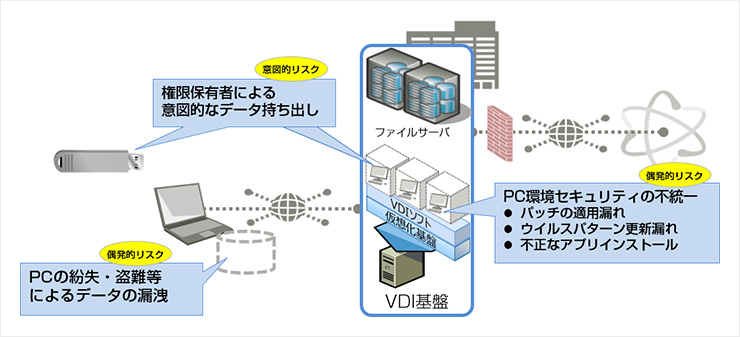 意図的リスク
権限保有者による
意図的なデータ持ち出し
ファイルサーバ
偶発的リスク
PC環境セキュリティの不統一
● パッチの適用漏れ
● ウイルスパターン更新漏れ
● 不正なアプリインストール
VDIソフト
仮想化基盤
VDI基盤
偶発的リスク
PCの紛失・盗難等
によるデータの漏洩